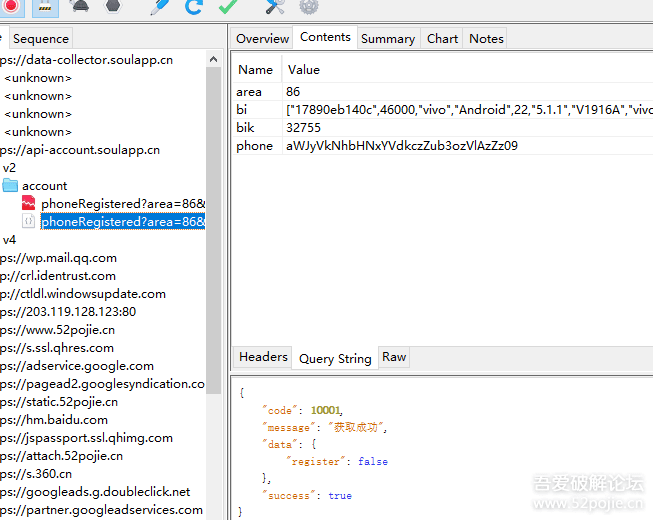 Sequence
ps://data-collector.soulapp.cn
<unknown>
<unknown>
<unknown>
<unknown>
ps://api-account.soulapp.cn
v2
account
phoneRegistered?area=86&
phoneRegistered?area=86&
v4
ps://wp.mail.qq.com
p://crl.identrust.com
p://ctldl.windowsupdate.com
ps://203.119.128.123:80
ps://www.52pojie.cn
ps://s.ssl.qhres.com
ps://adservice.google.com
ps://pagead2.googlesyndication.co
ps://static.52pojie.cn
ps://hm.baidu.com
ps://jspassport.ssl.qhimg.com
ps://attach.52pojie.cn
ps://s.360.cn
ps://googleads.g.doubleclick.net
ps://partner.googleadservices.com
Overview Contents Summary Chart Notes
Name Value
area 86
bi ["17890eb140c",46000,"vivo","Android",22,"5.1.1","V1916A","vivo
bik 32755
phone aWJyVkNhbHNxYVdkczZub3ozVlAzZz09
Headers Query String Raw
{
"code": 10001,
"message": "获取成功",
"data": {
"register": false
},
"success": true
}
吾爱破解论坛
www.52pojie.cn